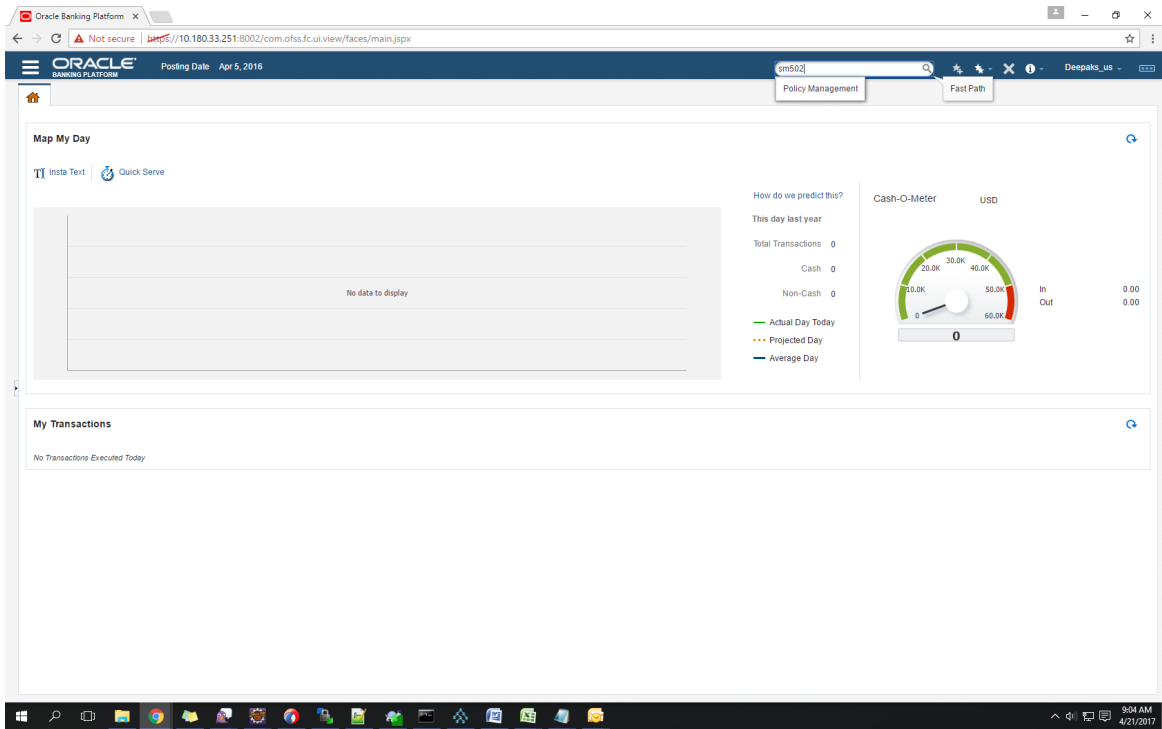 Oracle Banking Platform
Not secure https://10.180.33.251:8002/com.ofss.fc.ui.view/faces/main.jspx
ORACLE' Posting Date Apr 5, 2016 sm502 Deepaks_us
BANKING PLATFORM
Policy Management Fast Path
Map My Day
Insta Text Quick Serve
How do we predict this? Cash-O-Meter USD
This day last year
Total Transactions 0
Cash 0
Non-Cash 0
No data to display
Actual Day Today
Projected Day
Average Day
0 10.0K 20.0K 30.0K 40.0K 50.0K 60.0K
0
In 0.00
Out 0.00
My Transactions
No Transactions Executed Today
9:04 AM
4/21/2017